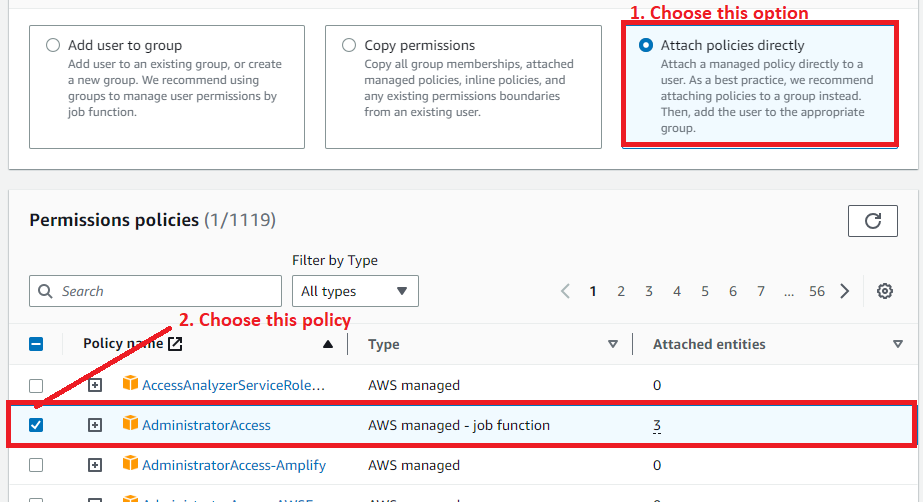 1. Choose this option
Add user to group
Add user to an existing group, or create
a new group. We recommend using
groups to manage user permissions by
job function.
Copy permissions
Copy all group memberships, attached
managed policies, inline policies, and
any existing permissions boundaries
from an existing user.
Attach policies directly
Attach a managed policy directly to a
user. As a best practice, we recommend
attaching policies to a group instead.
Then, add the user to the appropriate
group.
Permissions policies (1/1119)
Filter by Type
Search
All types
1 2 3 4 5 6 7 ... 56
2. Choose this policy
Policy name Type Attached entities
AccessAnalyzerServiceRole... AWS managed 0
AdministratorAccess AWS managed - job function 3
AdministratorAccess-Amplify AWS managed 0